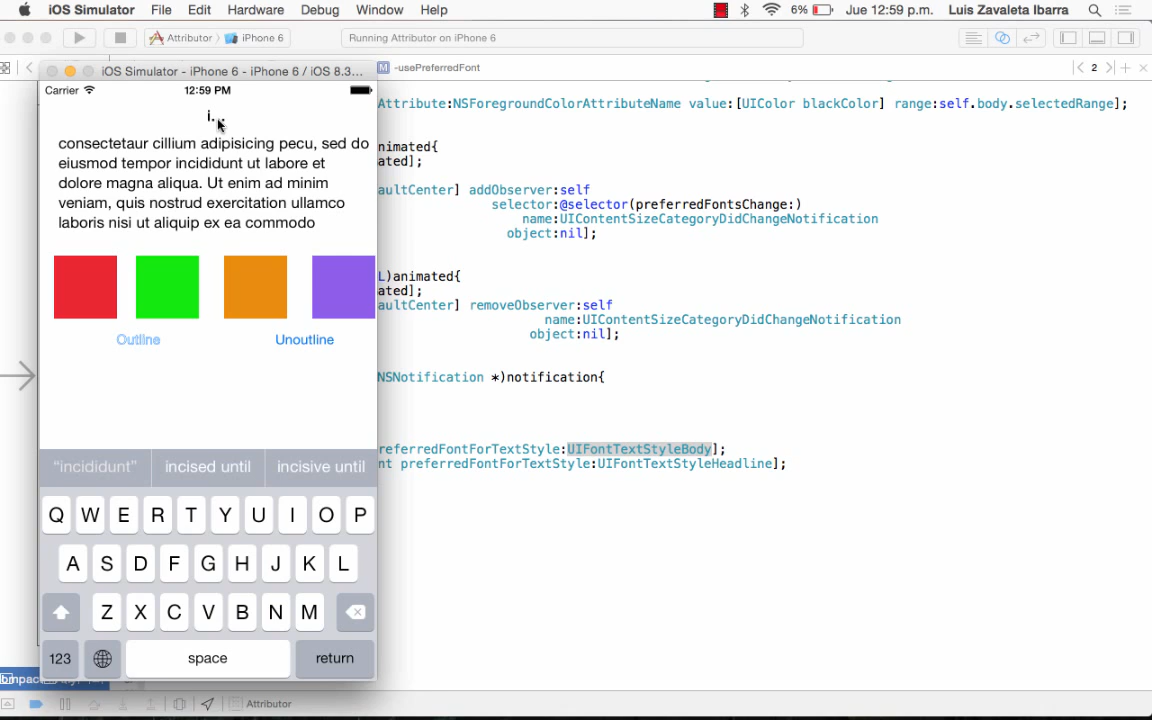 iOS Simulator File Edit Hardware Debug Window Help 6% Jue 12:59 p.m. Luis Zavaleta Ibarra
Attributor iPhone 6 Running Attributor on iPhone 6
iOS Simulator - iPhone 6 - iPhone 6 / iOS 8.3...
-usePreferredFont
2
Carrier 12:59 PM
i...
consectetaur cillium adipisicing pecu, sed do
eiusmod tempor incididunt ut labore et
dolore magna aliqua. Ut enim ad minim
veniam, quis nostrud exercitation ullamco
laboris nisi ut aliquip ex ea commodo
Outline Unoutline
“incididunt” incised until incisive until
Q W E R T Y U I O P
A S D F G H J K L
Z X C V B N M
123 space return
Attribute:NSForegroundColorAttributeName value:[UIColor blackColor] range:self.body.selectedRange];
nimated{
ated];
aultCenter] addObserver:self
selector:@selector(preferredFontsChange:)
name:UIContentSizeCategoryDidChangeNotification
object:nil];
L)animated{
ated];
aultCenter] removeObserver:self
name:UIContentSizeCategoryDidChangeNotification
object:nil];
NSNotification *)notification{
referredFontForTextStyle:UIFontTextStyleBody];
nt preferredFontForTextStyle:UIFontTextStyleHeadline];
Attributor